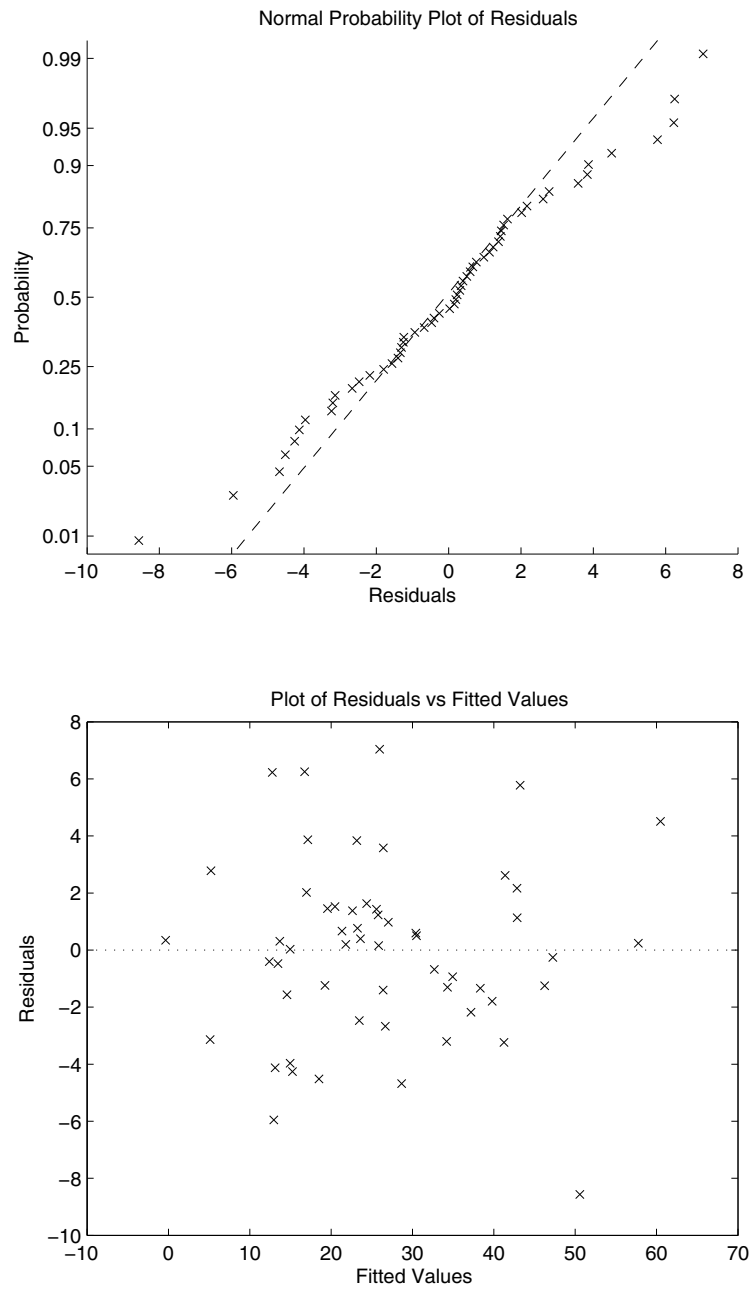 Normal Probability Plot of Residuals
0.99
0.95
0.9
0.75
0.5
0.25
0.1
0.05
0.01
Probability
−10 −8 −6 −4 −2 0 2 4 6 8
Residuals
Plot of Residuals vs Fitted Values
8
6
4
2
0
−2
−4
−6
−8
−10
Residuals
−10 0 10 20 30 40 50 60 70
Fitted Values